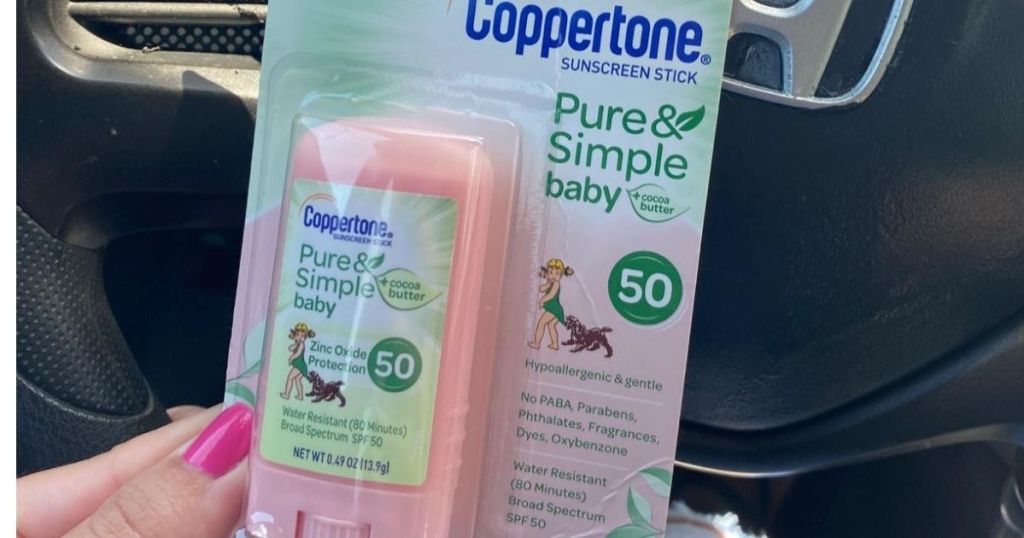 Coppertone®
SUNSCREEN STICK
Pure &
Simple
baby
+cocoa
butter
50
Hypoallergenic & gentle
No PABA, Parabens,
Phthalates, Fragrances,
Dyes, Oxybenzone
Water Resistant
(80 Minutes)
Broad Spectrum
SPF 50
Coppertone®
SUNSCREEN STICK
Pure &
Simple
baby
+cocoa
butter
Zinc Oxide
Protection
50
Water Resistant (80 Minutes)
Broad Spectrum SPF 50
NET WT 0.49 OZ (13.9g)